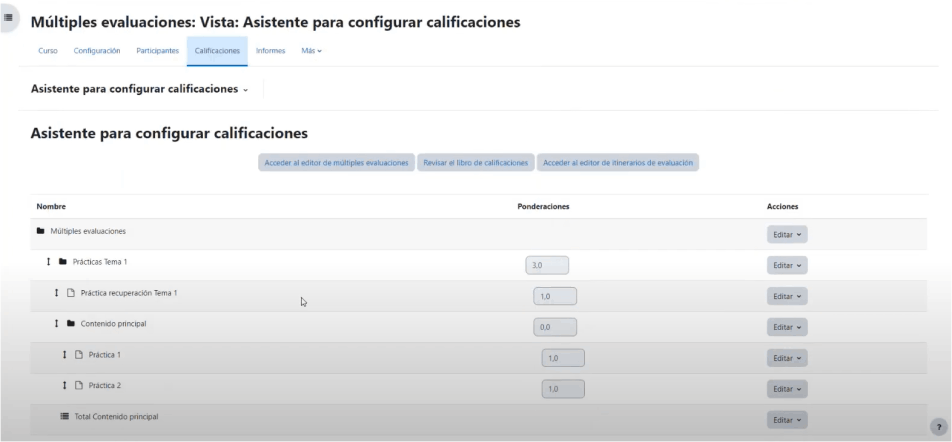 Múltiples evaluaciones: Vista: Asistente para configurar calificaciones
Curso Configuración Participantes Calificaciones Informes Más
Asistente para configurar calificaciones
Asistente para configurar calificaciones
Acceder al editor de múltiples evaluaciones Revisar el libro de calificaciones Acceder al editor de itinerarios de evaluación
Nombre Ponderaciones Acciones
Múltiples evaluaciones Editar
Prácticas Tema 1 3,0 Editar
Práctica recuperación Tema 1 1,0 Editar
Contenido principal 0,0 Editar
Práctica 1 1,0 Editar
Práctica 2 1,0 Editar
Total Contenido principal Editar
?